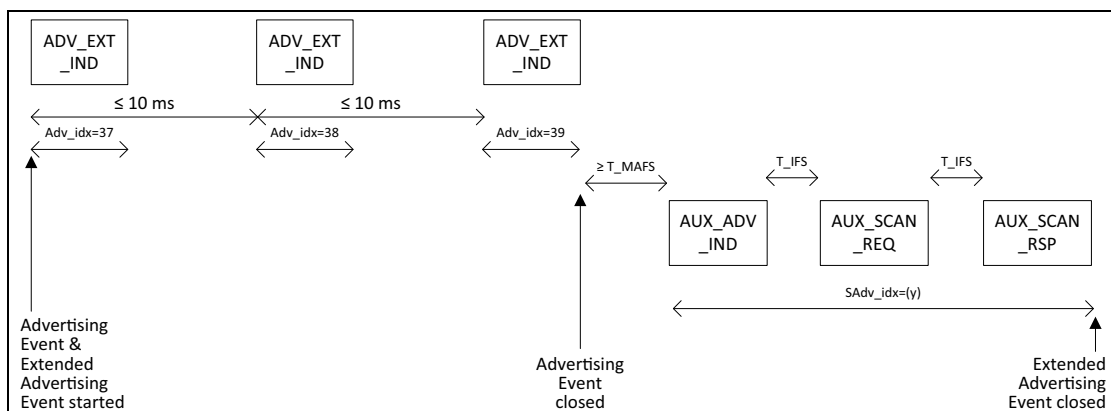 ADV_EXT
_IND
ADV_EXT
_IND
ADV_EXT
_IND
≤ 10 ms
≤ 10 ms
Adv_idx=37
Adv_idx=38
Adv_idx=39
≥ T_MAFS
T_IFS
T_IFS
AUX_ADV
_IND
AUX_SCAN
_REQ
AUX_SCAN
_RSP
SAdv_idx=(y)
Advertising
Event &
Extended
Advertising
Event started
Advertising
Event
closed
Extended
Advertising
Event closed